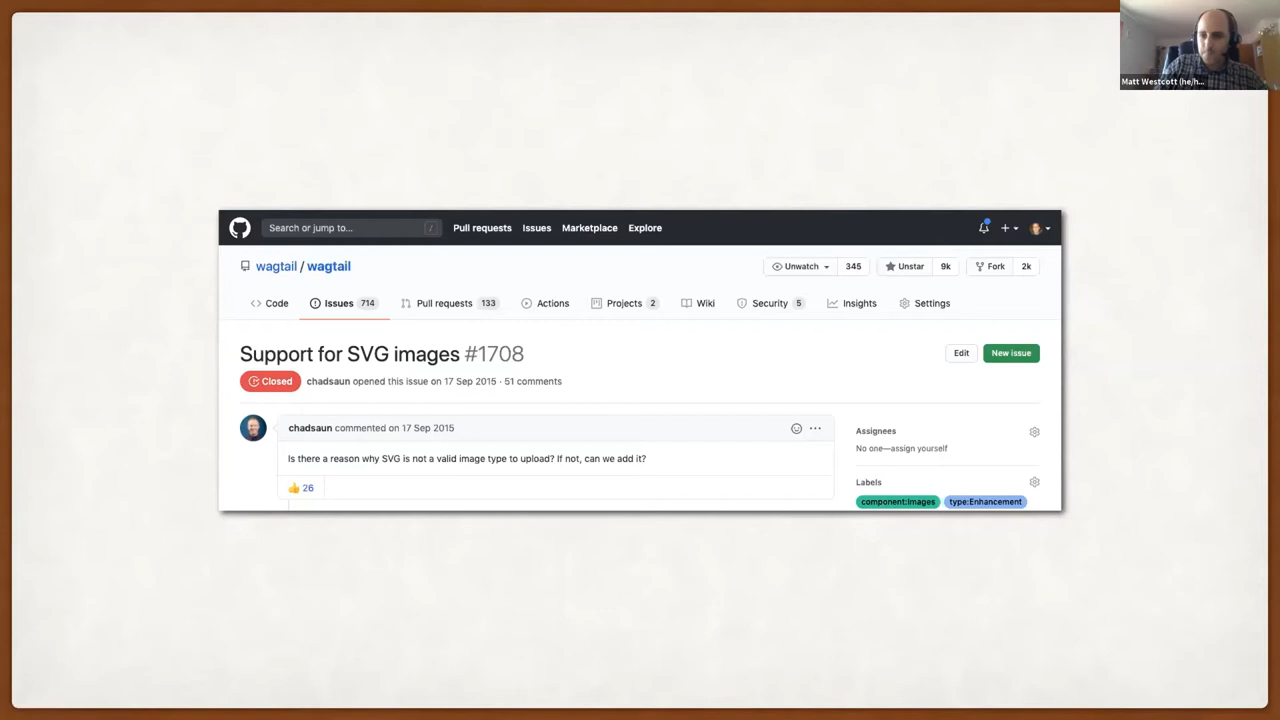 Matt Westcott (he/h...
Search or jump to... /
Pull requests Issues Marketplace Explore
wagtail / wagtail
Unwatch 345 Unstar 9k Fork 2k
Code Issues 714 Pull requests 133 Actions Projects 2 Wiki Security 5 Insights Settings
Support for SVG images #1708
Edit New issue
Closed chadsaun opened this issue on 17 Sep 2015 · 51 comments
chadsaun commented on 17 Sep 2015
Is there a reason why SVG is not a valid image type to upload? If not, can we add it?
26
Assignees
No one—assign yourself
Labels
component:Images type:Enhancement